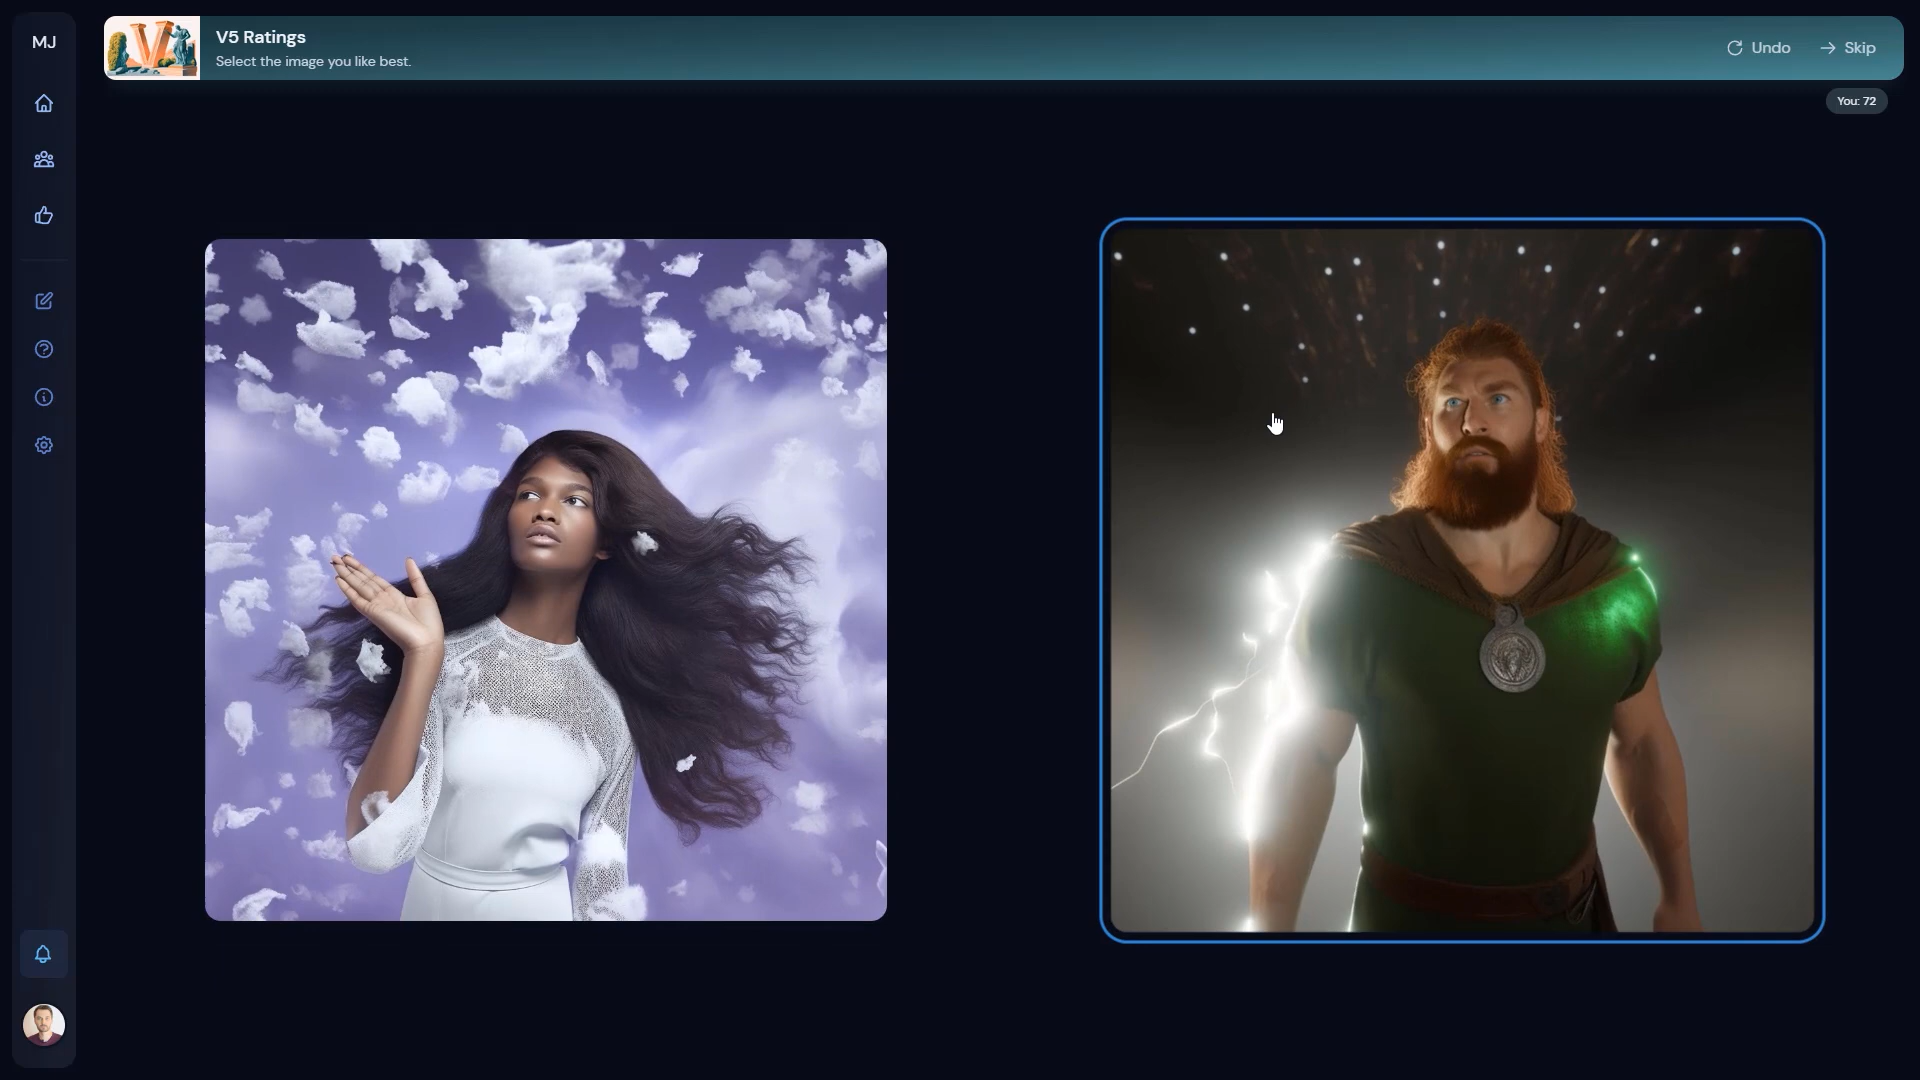 MJ
V5 Ratings
Select the image you like best.
Undo
Skip
You: 72